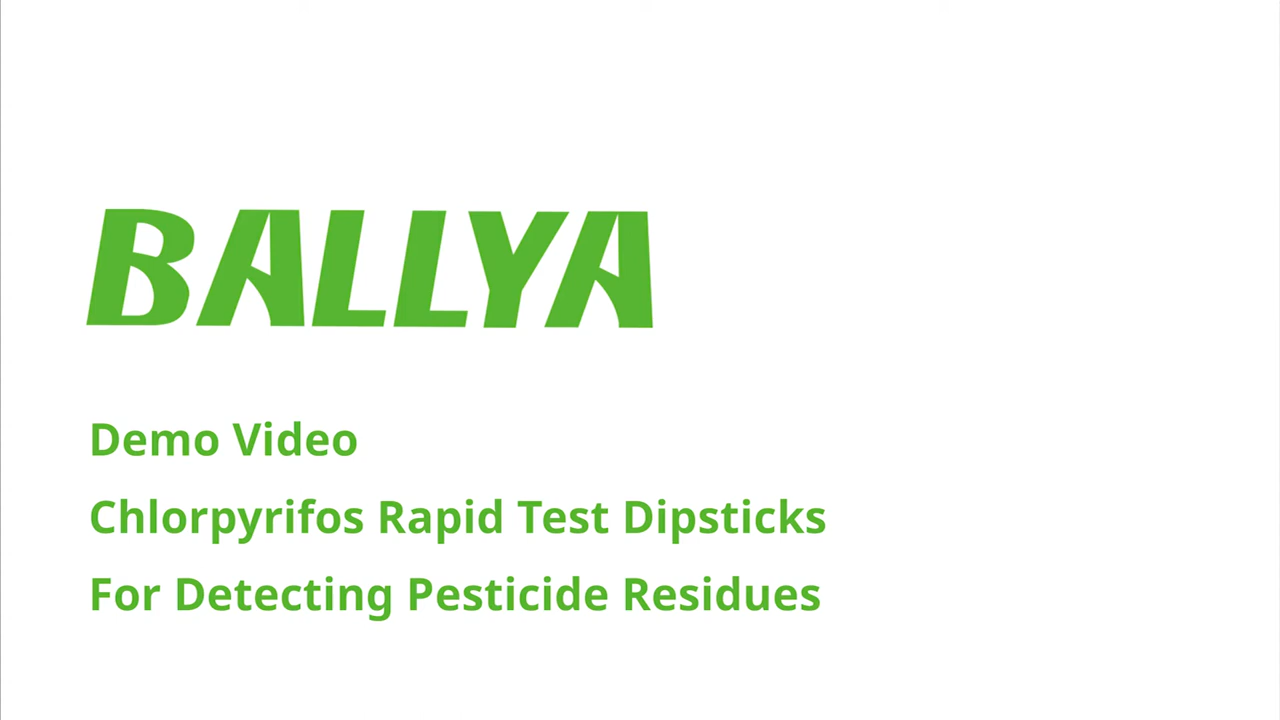 BALLYA
Demo Video
Chlorpyrifos Rapid Test Dipsticks
For Detecting Pesticide Residues